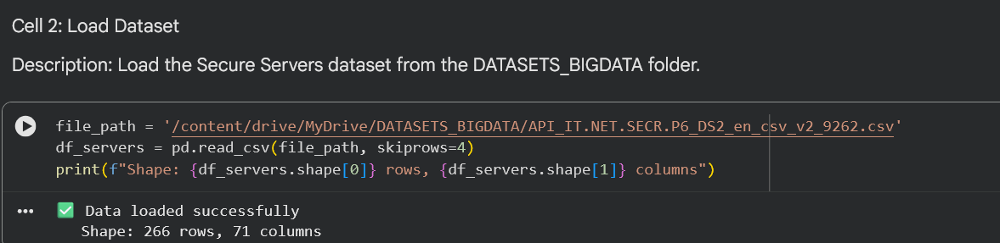 Cell 2: Load Dataset
Description: Load the Secure Servers dataset from the DATASETS_BIGDATA folder.
file_path = '/content/drive/MyDrive/DATASETS_BIGDATA/API_IT.NET.SECR.P6_DS2_en_csv_v2_9262.csv'
df_servers = pd.read_csv(file_path, skiprows=4)
print(f"Shape: {df_servers.shape[0]} rows, {df_servers.shape[1]} columns")
✅ Data loaded successfully
Shape: 266 rows, 71 columns